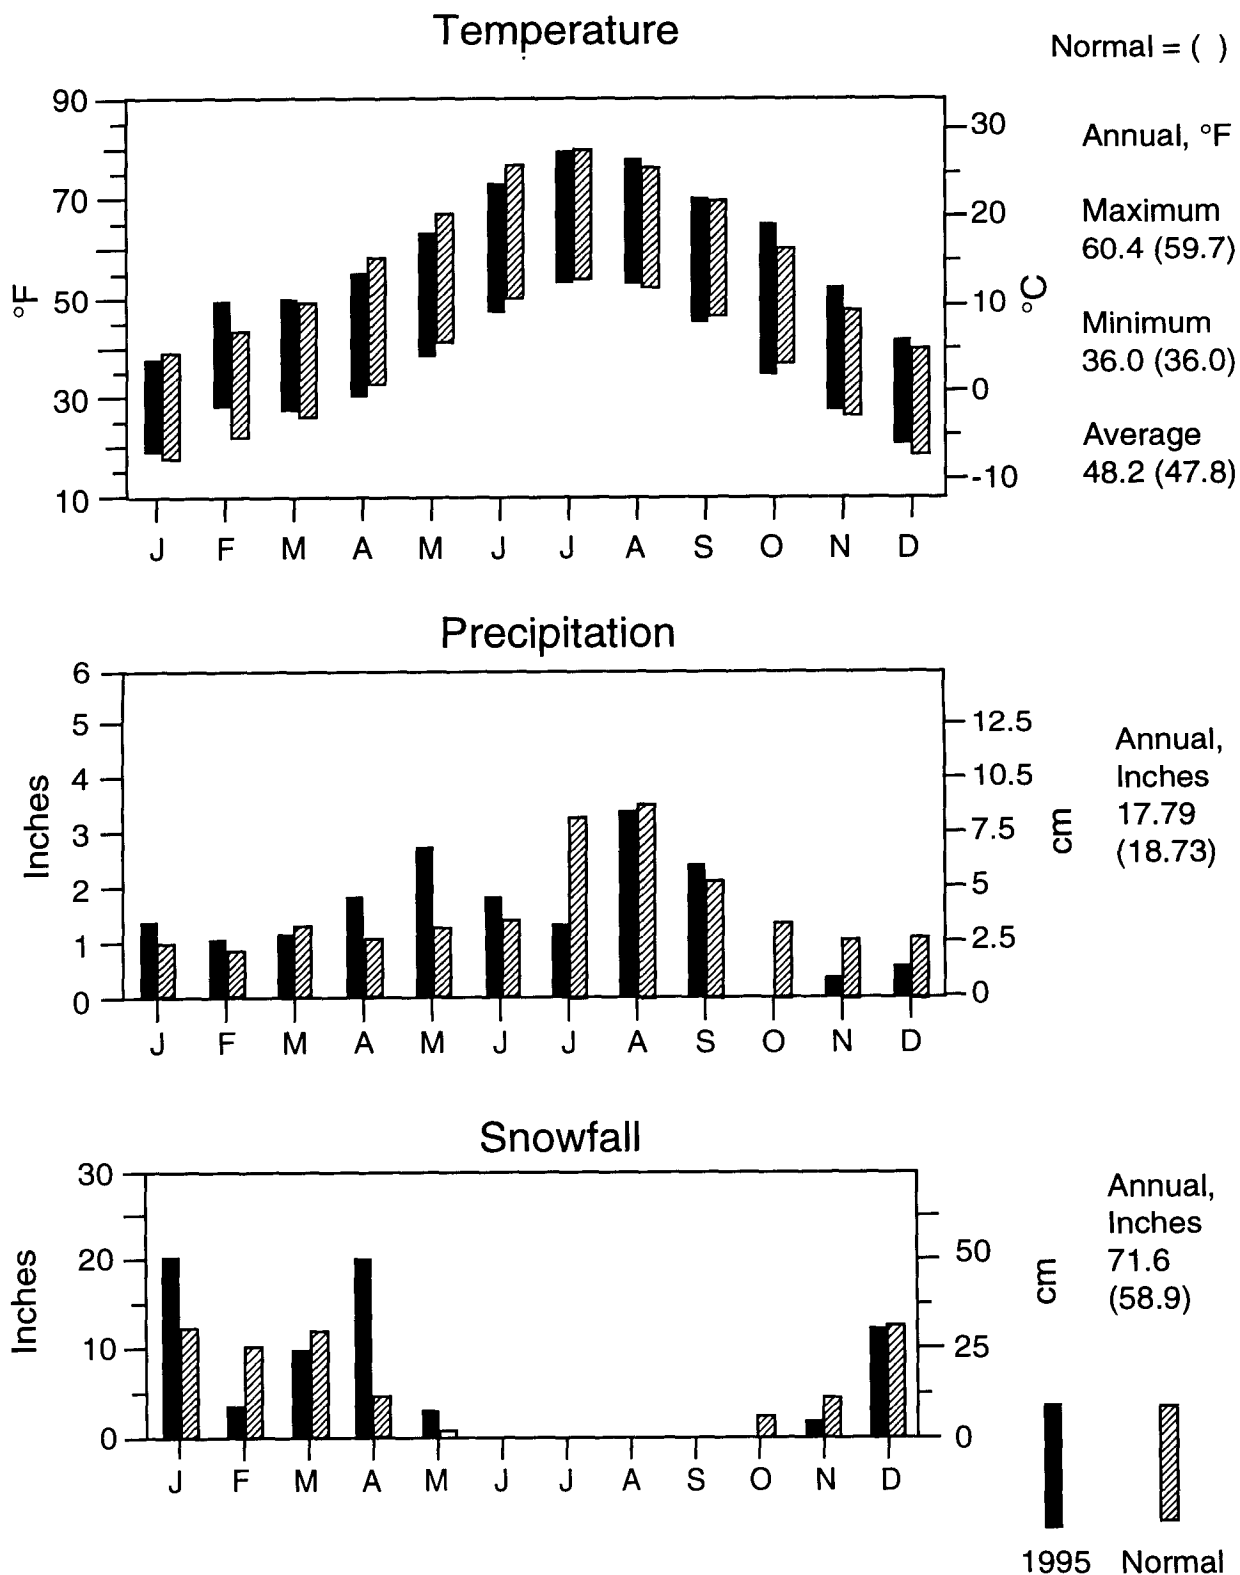 Temperature
Normal = ( )
90
70
50
30
10
°F
30
20
10
0
-10
°C
J F M A M J J A S O N D
Annual, °F
Maximum
60.4 (59.7)
Minimum
36.0 (36.0)
Average
48.2 (47.8)
Precipitation
6
5
4
3
2
1
0
Inches
12.5
10.5
7.5
5
2.5
0
cm
J F M A M J J A S O N D
Annual,
Inches
17.79
(18.73)
Snowfall
30
20
10
0
Inches
50
25
0
cm
J F M A M J J A S O N D
Annual,
Inches
71.6
(58.9)
1995 Normal